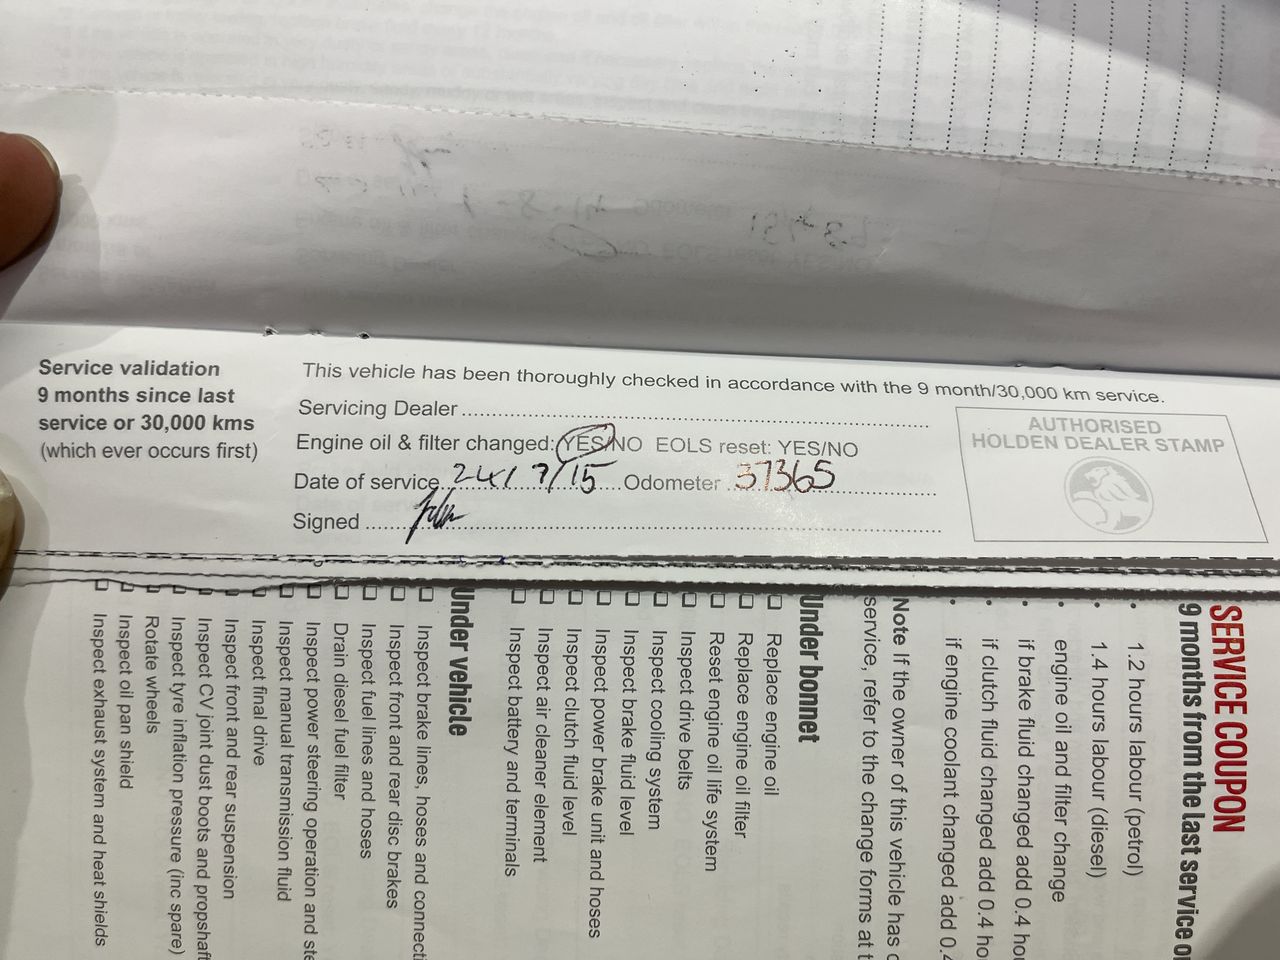 Service validation
9 months since last
service or 30,000 kms
(which ever occurs first)
This vehicle has been thoroughly checked in accordance with the 9 month/30,000 km service.
Servicing Dealer
Engine oil & filter changed: YES/NO EOLS reset: YES/NO
Date of service 24/7/15 Odometer 37365
Signed
AUTHORISED
HOLDEN DEALER STAMP
SERVICE COUPON
9 months from the last service
• 1.2 hours labour (petrol)
• 1.4 hours labour (diesel)
• engine oil and filter change
• if brake fluid changed add 0.4
• if clutch fluid changed add 0.4
• if engine coolant changed add
Note If the owner of this vehicle has
service, refer to the change forms at
Under bonnet
Replace engine oil
Replace engine oil filter
Reset engine oil life system
Inspect drive belts
Inspect cooling system
Inspect brake fluid level
Inspect power brake unit and hoses
Inspect clutch fluid level
Inspect air cleaner element
Inspect battery and terminals
Under vehicle
Inspect brake lines, hoses and
Inspect front and rear disc brakes
Inspect fuel lines and hoses
Drain diesel fuel filter
Inspect power steering operation and
Inspect manual transmission fluid
Inspect final drive
Inspect front and rear suspension
Inspect CV joint dust boots and propshaft
Inspect tyre inflation pressure (inc spare)
Rotate wheels
Inspect oil pan shield
Inspect exhaust system and heat shields